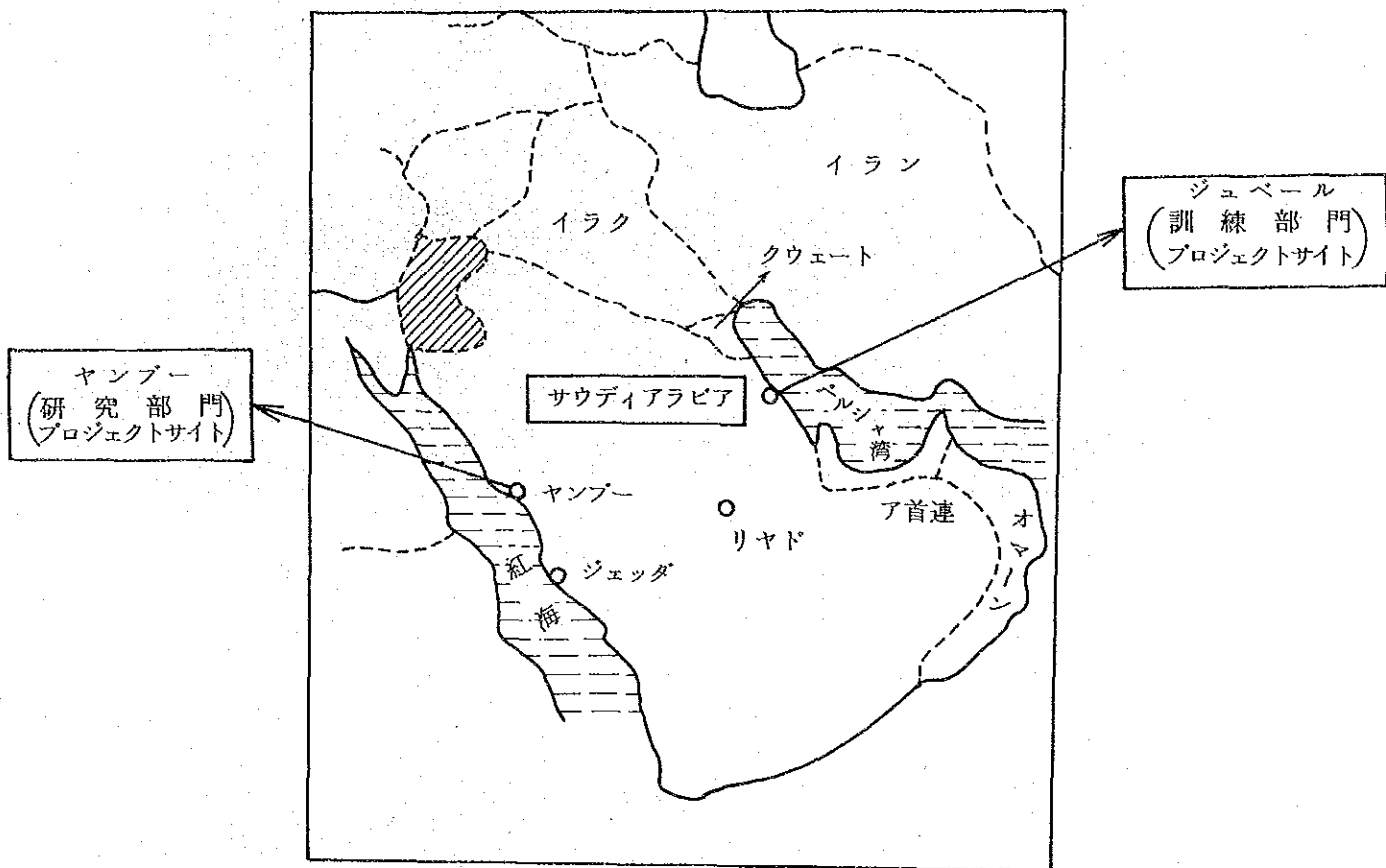 イラン
イラク
クウェート
ジュベール
(訓練部門
プロジェクトサイト)
ヤンブー
(研究部門
プロジェクトサイト)
サウディアラビア
ペルシャ湾
ヤンブー
リヤド
ア首連
オマーン
ジェッダ
紅海